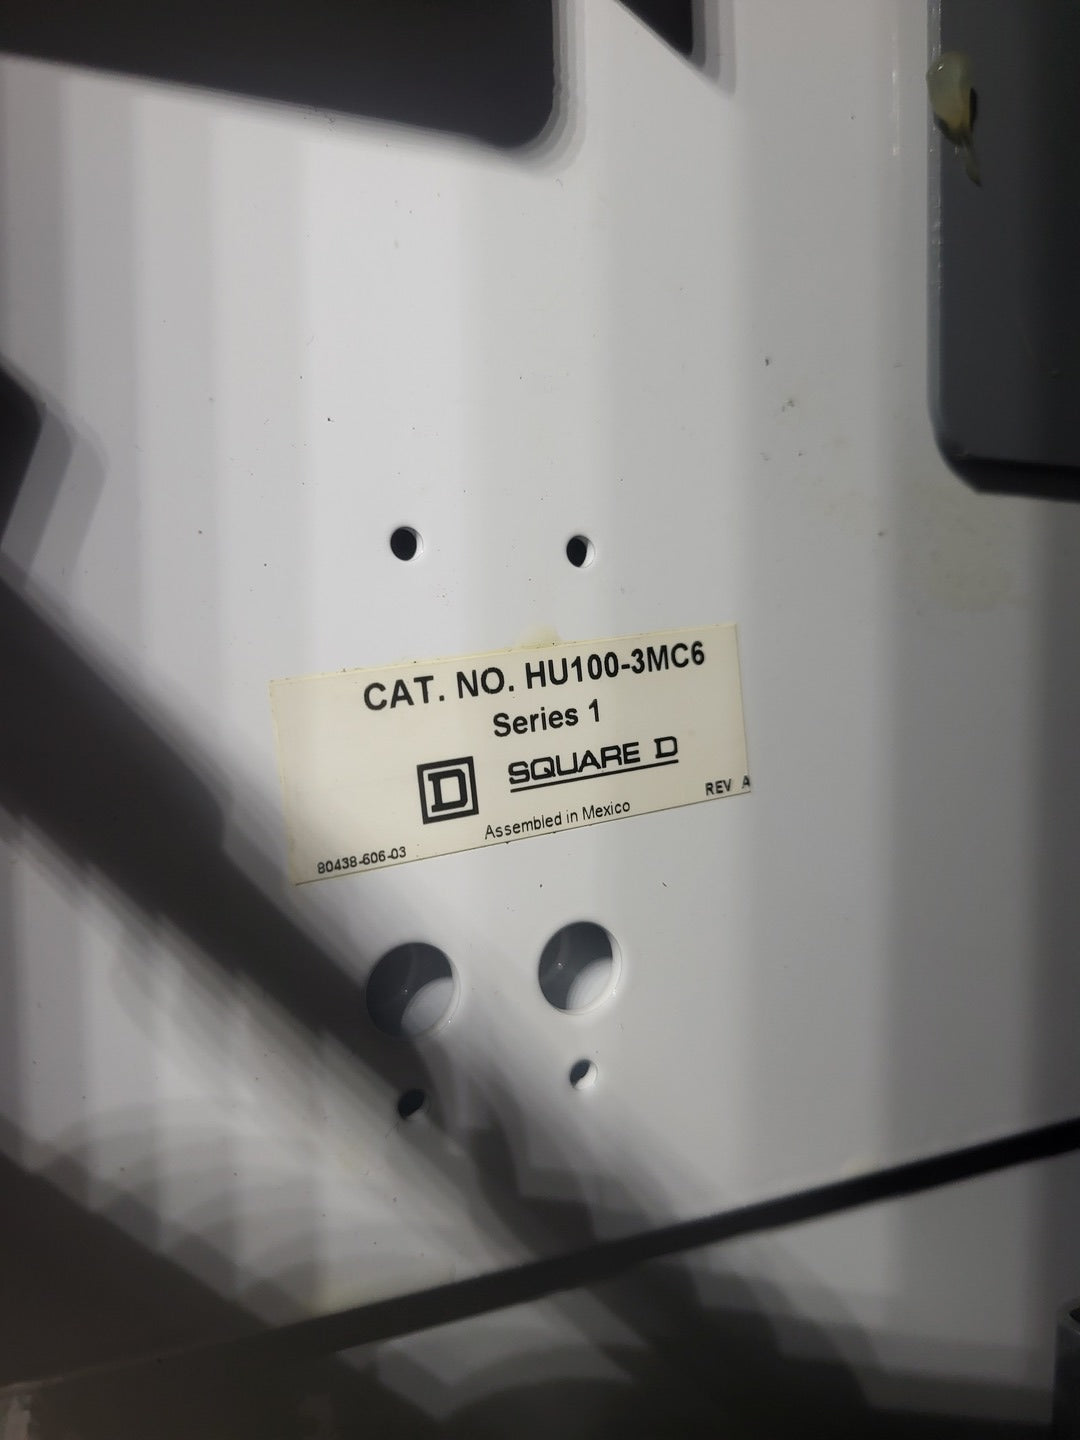 CAT. NO. HU100-3MC6
Series 1
D SQUARE D
REV A
Assembled in Mexico
80438-606-03